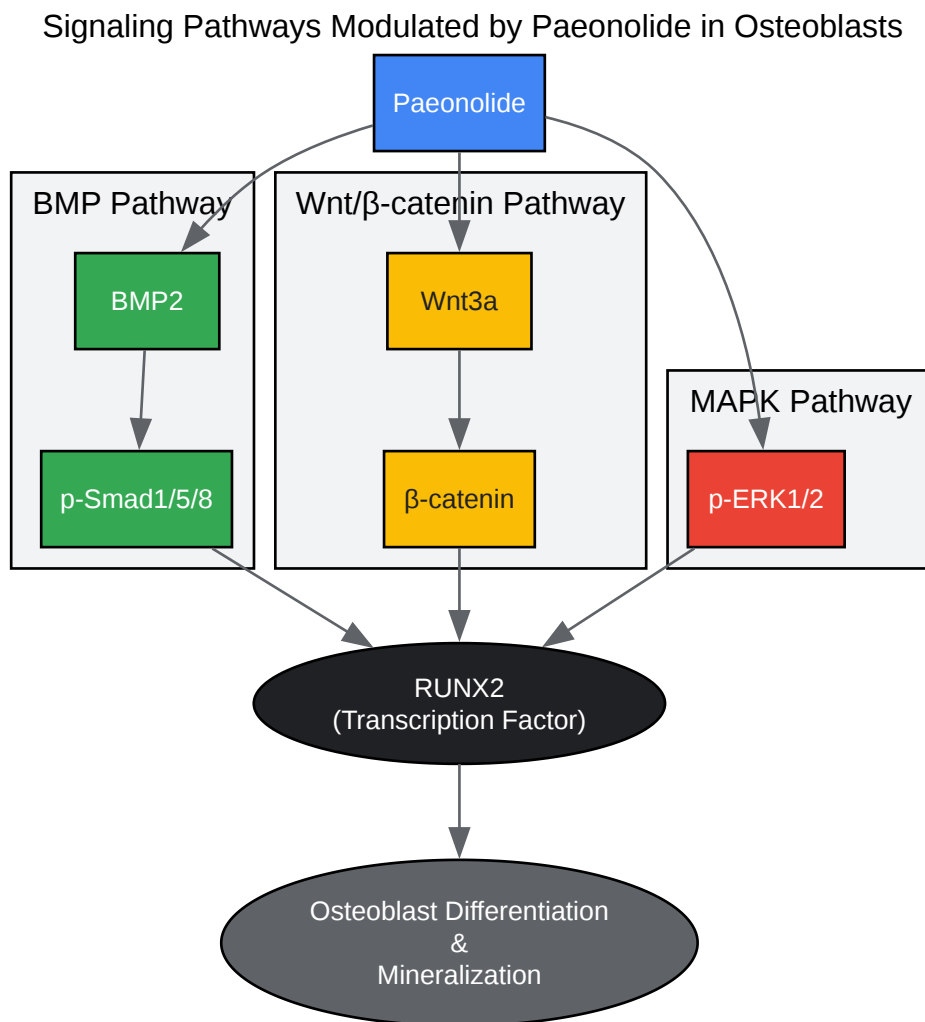 Signaling Pathways Modulated by Paeonolide in Osteoblasts
Paeonolide
BMP Pathway
Wnt/β-catenin Pathway
BMP2
Wnt3a
MAPK Pathway
p-Smad1/5/8
β-catenin
p-ERK1/2
RUNX2
(Transcription Factor)
Osteoblast Differentiation
&
Mineralization